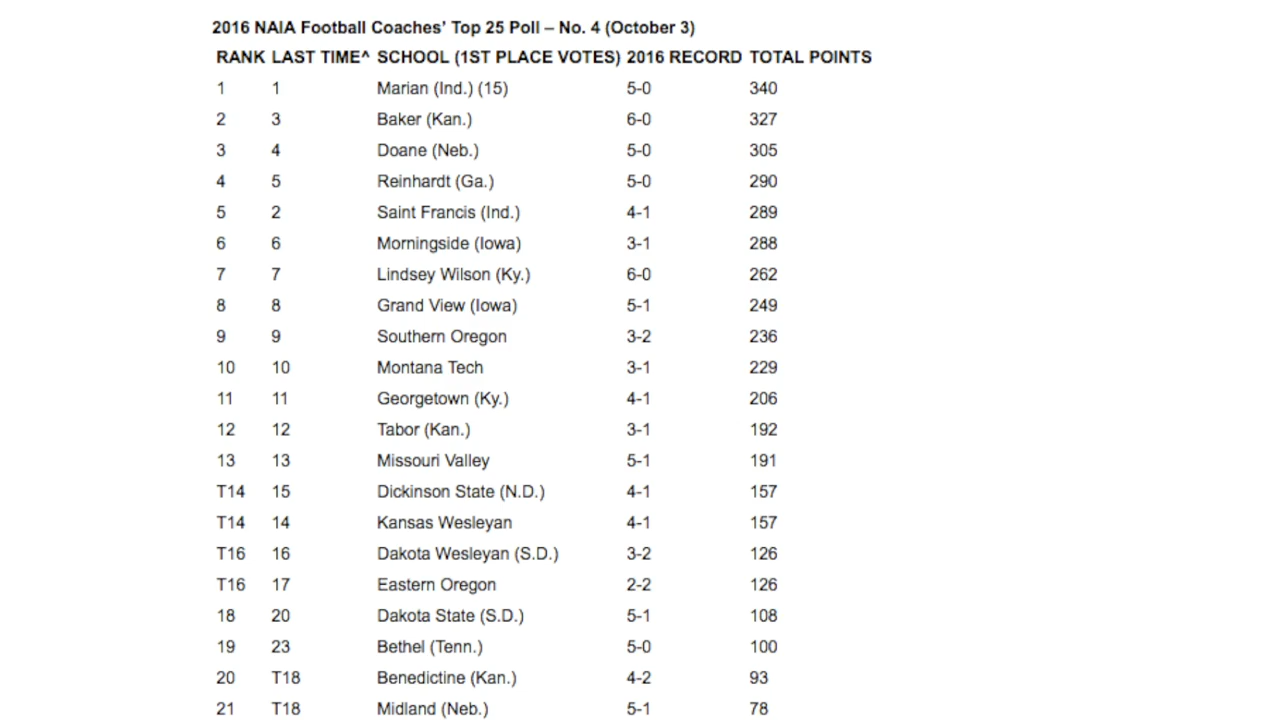 2016 NAIA Football Coaches' Top 25 Poll – No. 4 (October 3)
RANK LAST TIME^ SCHOOL (1ST PLACE VOTES) 2016 RECORD TOTAL POINTS
1 1 Marian (Ind.) (15) 5-0 340
2 3 Baker (Kan.) 6-0 327
3 4 Doane (Neb.) 5-0 305
4 5 Reinhardt (Ga.) 5-0 290
5 2 Saint Francis (Ind.) 4-1 289
6 6 Morningside (Iowa) 3-1 288
7 7 Lindsey Wilson (Ky.) 6-0 262
8 8 Grand View (Iowa) 5-1 249
9 9 Southern Oregon 3-2 236
10 10 Montana Tech 3-1 229
11 11 Georgetown (Ky.) 4-1 206
12 12 Tabor (Kan.) 3-1 192
13 13 Missouri Valley 5-1 191
T14 15 Dickinson State (N.D.) 4-1 157
T14 14 Kansas Wesleyan 4-1 157
T16 16 Dakota Wesleyan (S.D.) 3-2 126
T16 17 Eastern Oregon 2-2 126
18 20 Dakota State (S.D.) 5-1 108
19 23 Bethel (Tenn.) 5-0 100
20 T18 Benedictine (Kan.) 4-2 93
21 T18 Midland (Neb.) 5-1 78